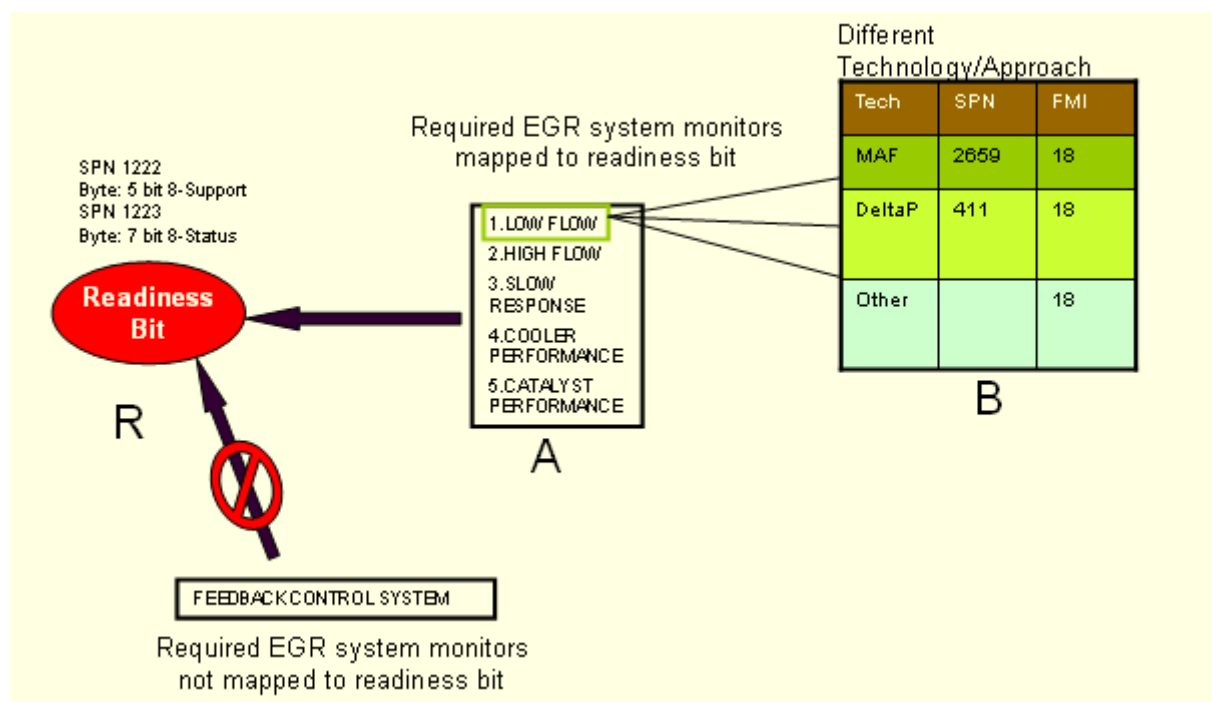 Different
Technology/Approach
Tech SPN FMI
MAF 2659 18
DeltaP 411 18
Other 18
B
Required EGR system monitors
mapped to readiness bit
1.LOW FLOW
2.HIGH FLOW
3.SLOW
RESPONSE
4.COOLER
PERFORMANCE
5.CATALYST
PERFORMANCE
A
SPN 1222
Byte: 5 bit 8-Support
SPN 1223
Byte: 7 bit 8-Status
Readiness
Bit
R
FEEDBACK CONTROL SYSTEM
Required EGR system monitors
not mapped to readiness bit